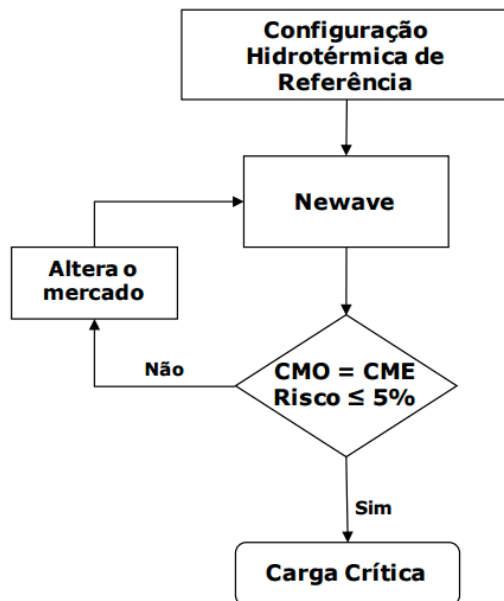 Configuração
Hidrotérmica de
Referência
Newave
Altera o
mercado
Não
CMO = CME
Risco ≤ 5%
Sim
Carga Crítica